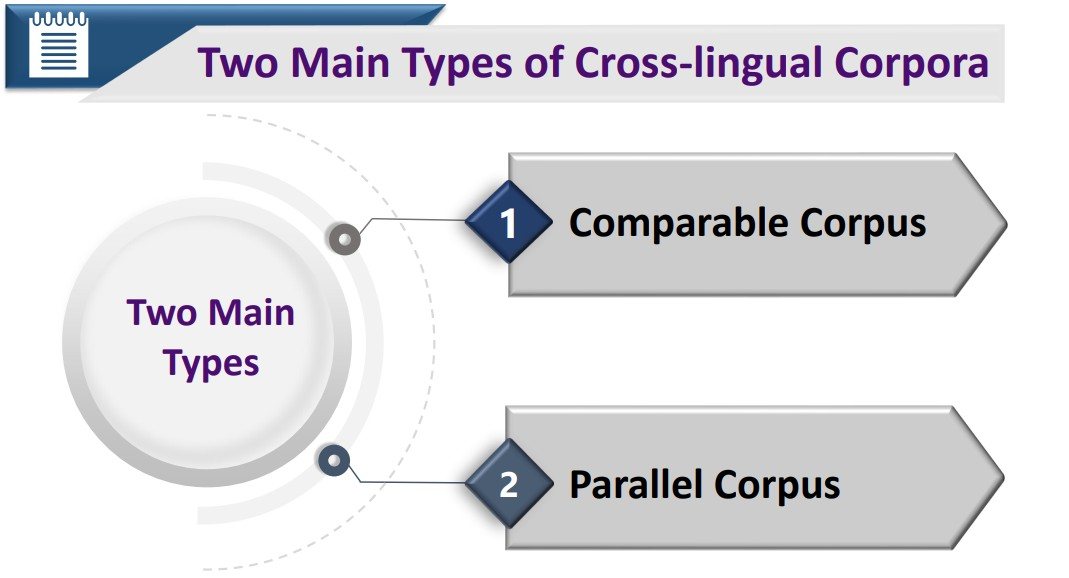 Two Main Types of Cross-lingual Corpora
Two Main
Types
1 Comparable Corpus
2 Parallel Corpus